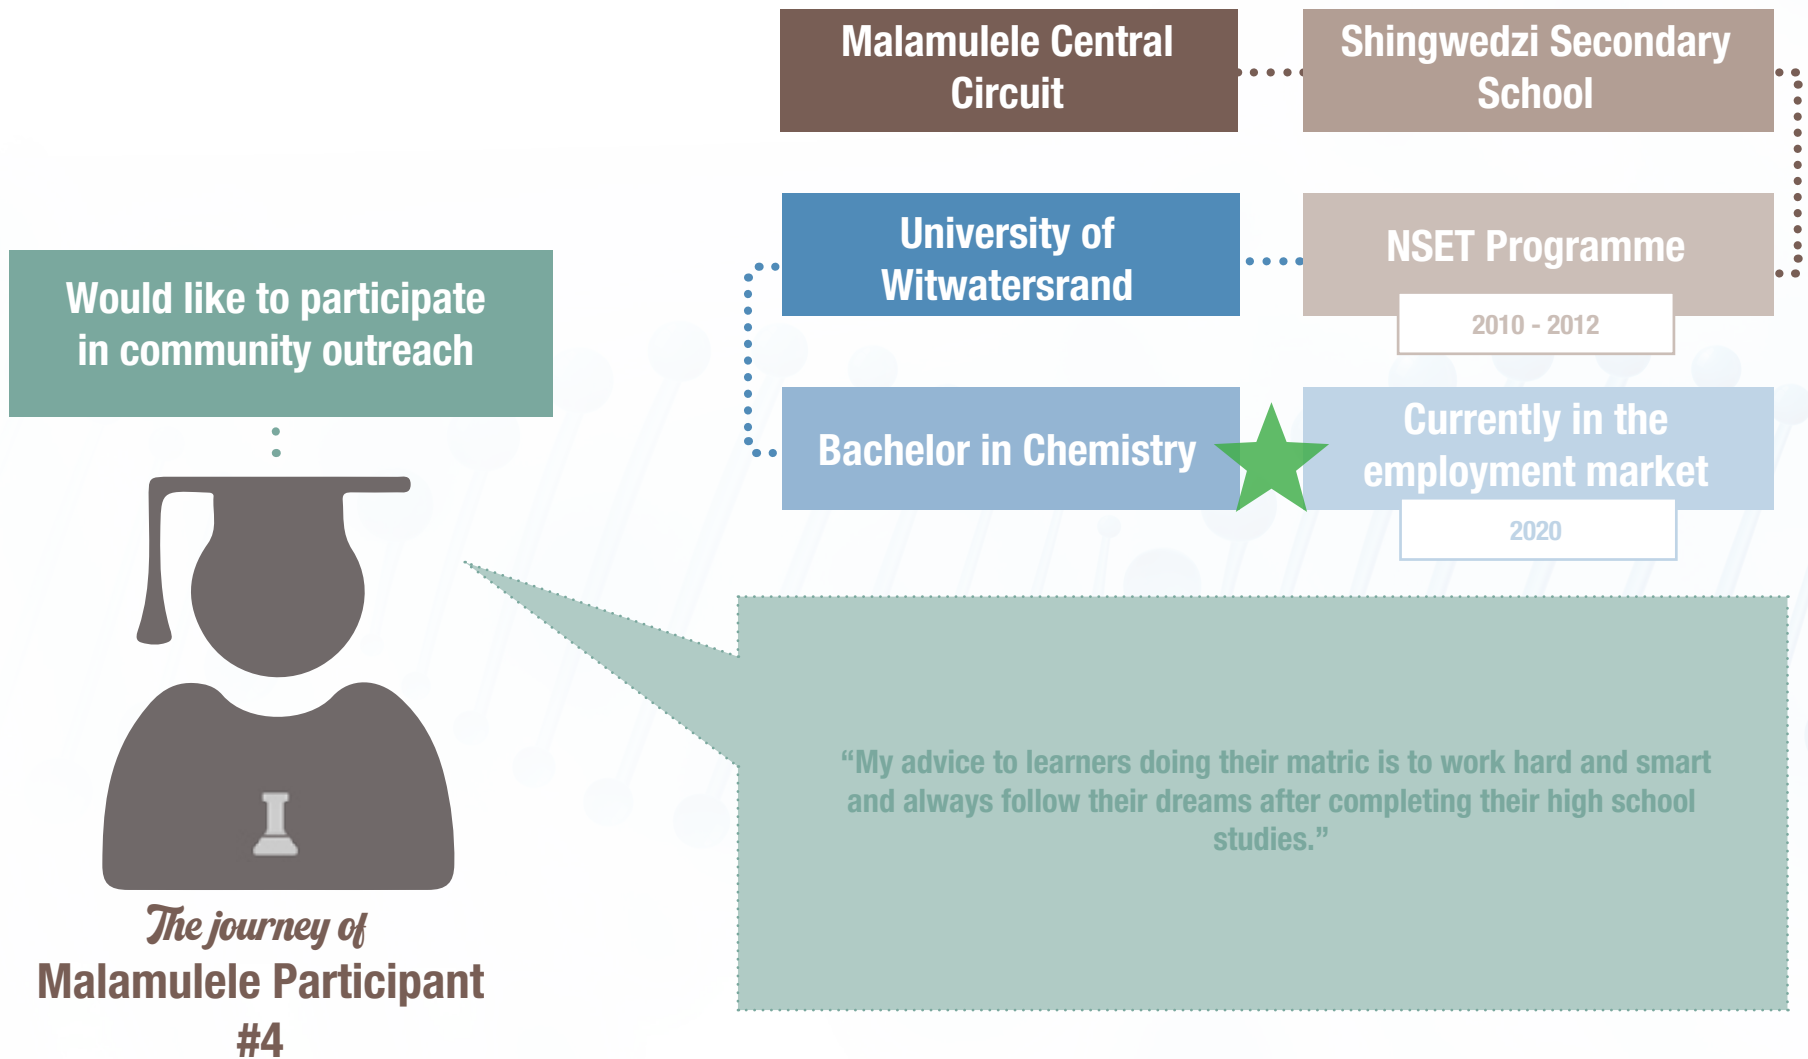 Malamulele Central
Circuit
Shingwedzi Secondary
School
University of
Witwatersrand
NSET Programme
2010 - 2012
Would like to participate
in community outreach
Bachelor in Chemistry
Currently in the
employment market
2020
“My advice to learners doing their matric is to work hard and smart
and always follow their dreams after completing their high school
studies.”
The journey of
Malamulele Participant
#4